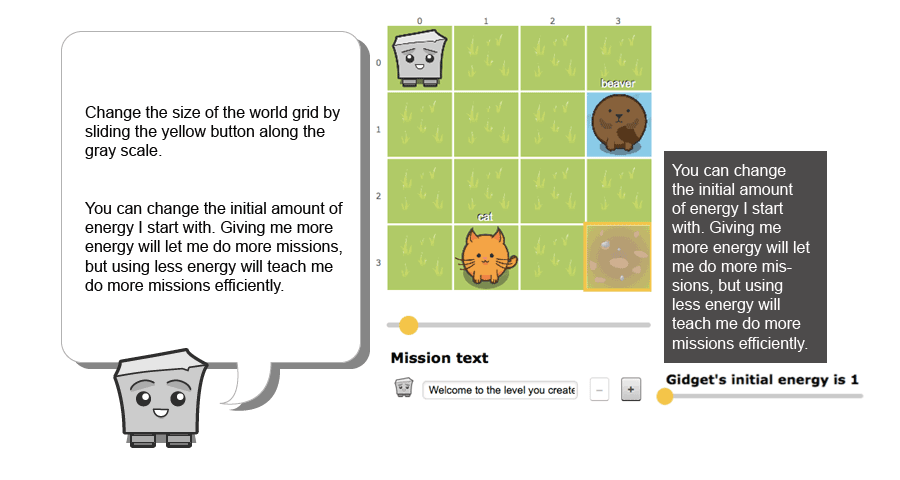 Change the size of the world grid by
sliding the yellow button along the
gray scale.
You can change the initial amount of
energy I start with. Giving me more
energy will let me do more missions,
but using less energy will teach me
do more missions efficiently.
0 1 2 3
0
beaver
1
2
cat
3
Mission text
Welcome to the level you create
– +
You can change
the initial amount
of energy I start
with. Giving me
more energy will let
me do more mis-
sions, but using
less energy will
teach me do more
missions efficiently.
Gidget's initial energy is 1